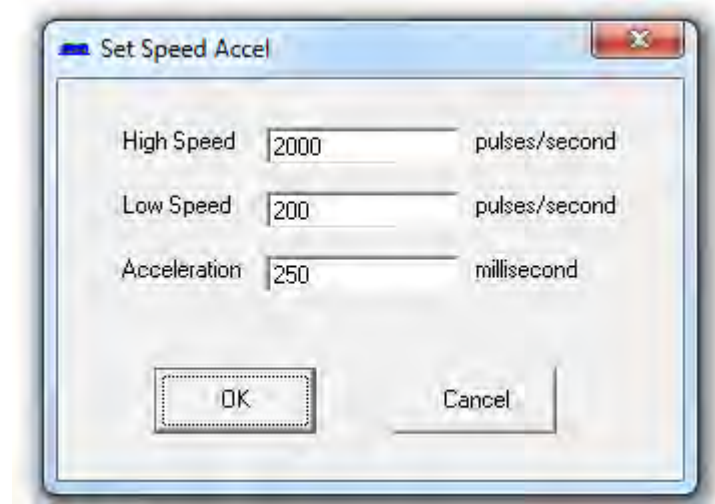 Set Speed Accel
High Speed 2000 pulses/second
Low Speed 200 pulses/second
Acceleration 250 millisecond
OK Cancel